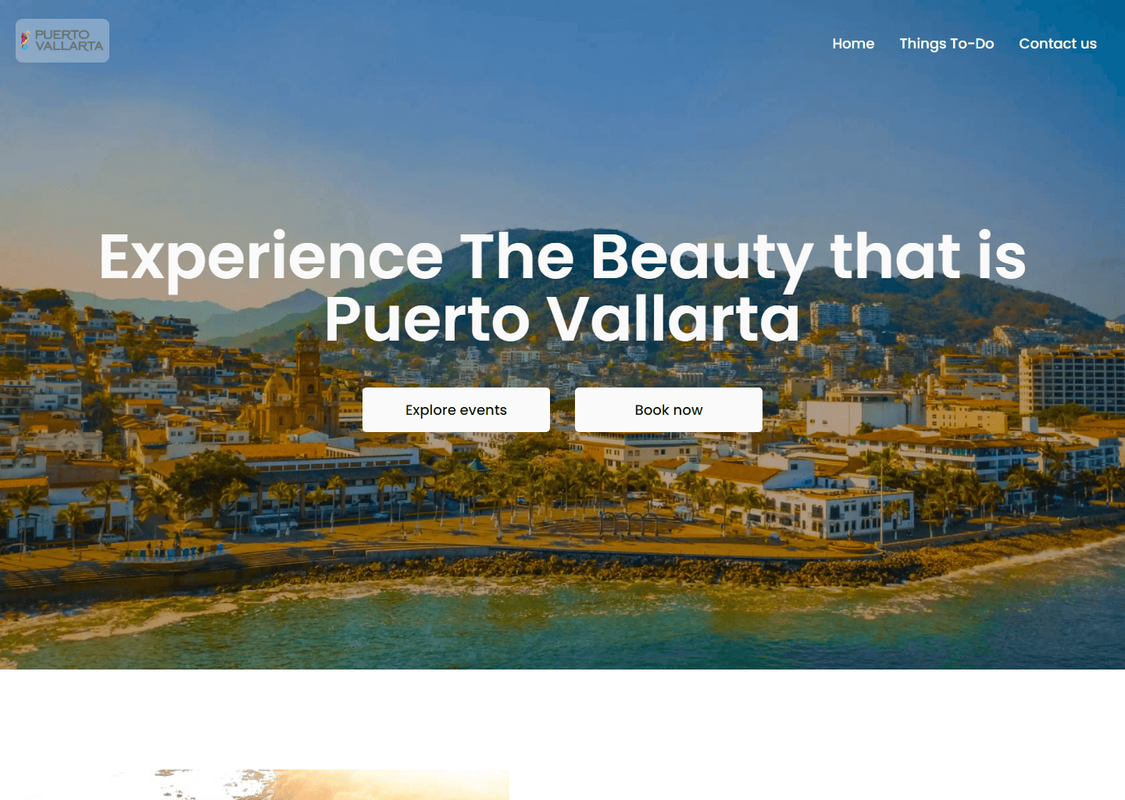 PUERTO
VALLARTA
Home
Things To-Do
Contact us
Experience The Beauty that is
Puerto Vallarta
Explore events
Book now